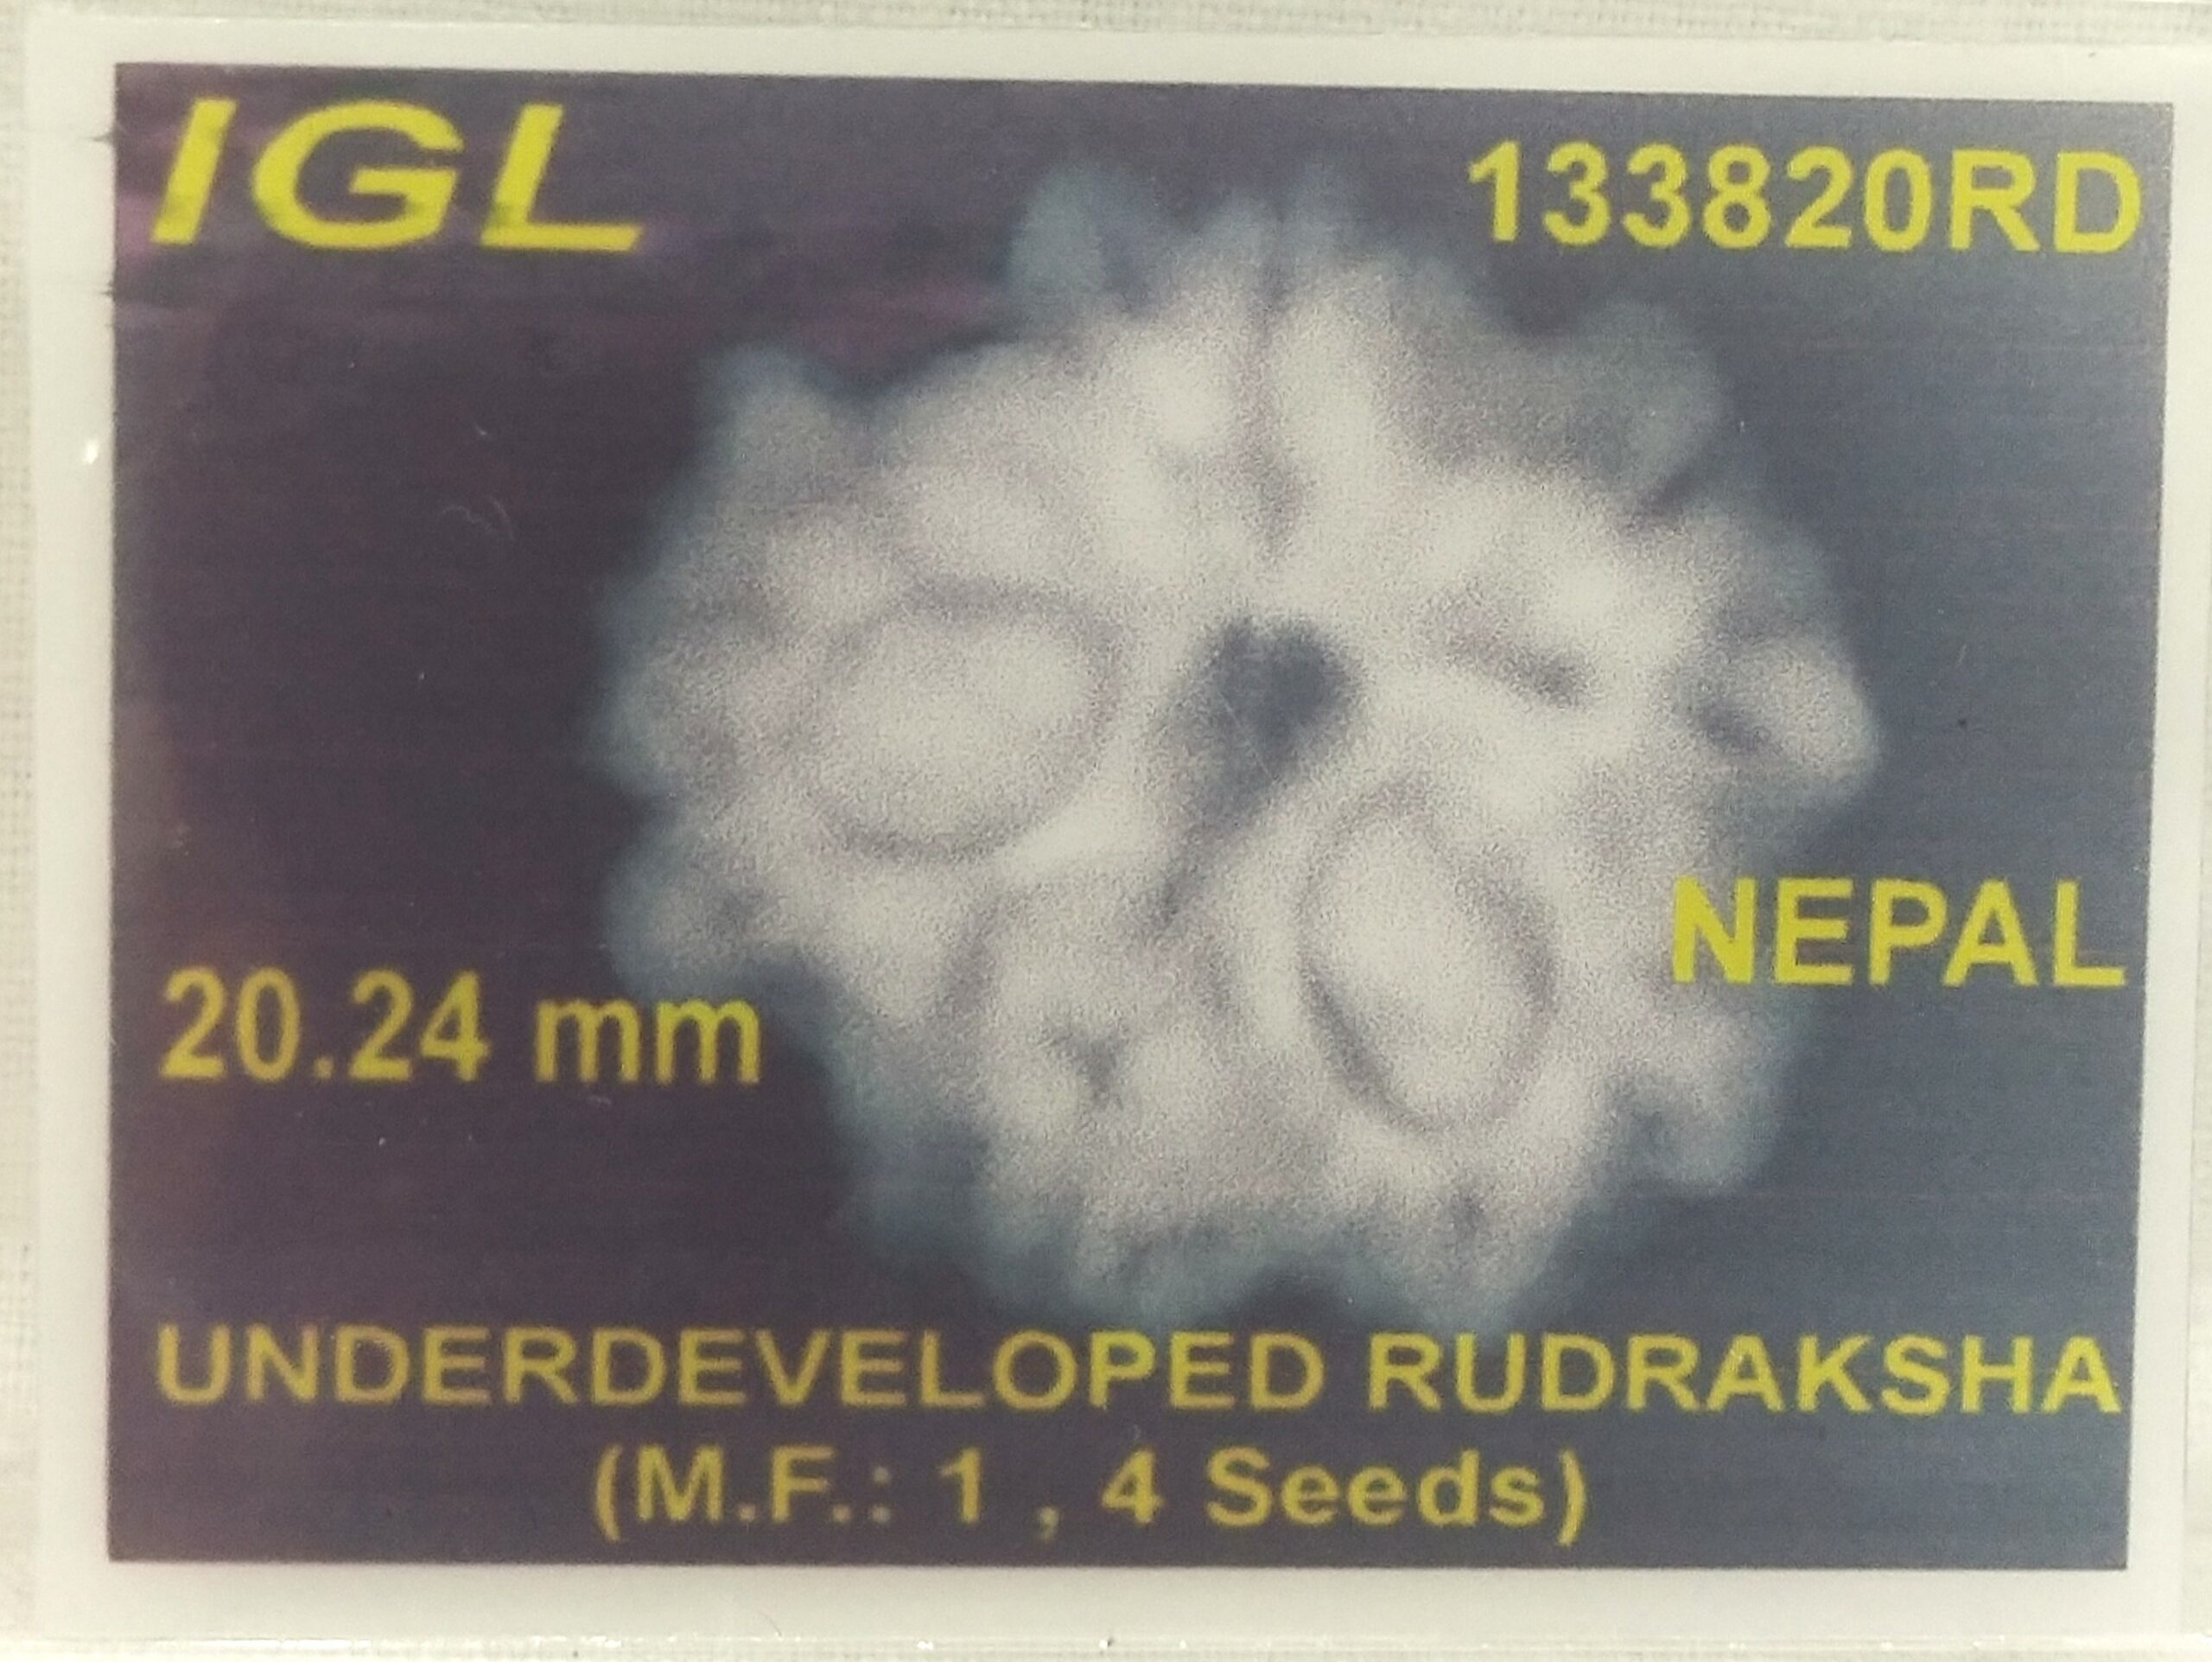 IGL
133820RD
NEPAL
20.24 mm
UNDERDEVELOPED RUDRAKSHA
(M.F.: 1 , 4 Seeds)